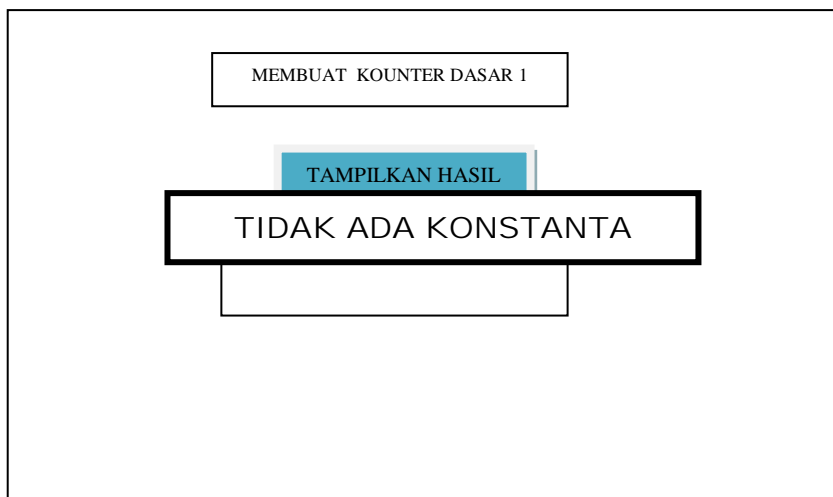 MEMBUAT KOUNTER DASAR 1
TAMPILKAN HASIL
TIDAK ADA KONSTANTA